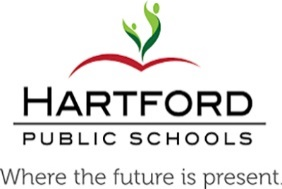 HARTFORD
PUBLIC SCHOOLS
Where the future is present.